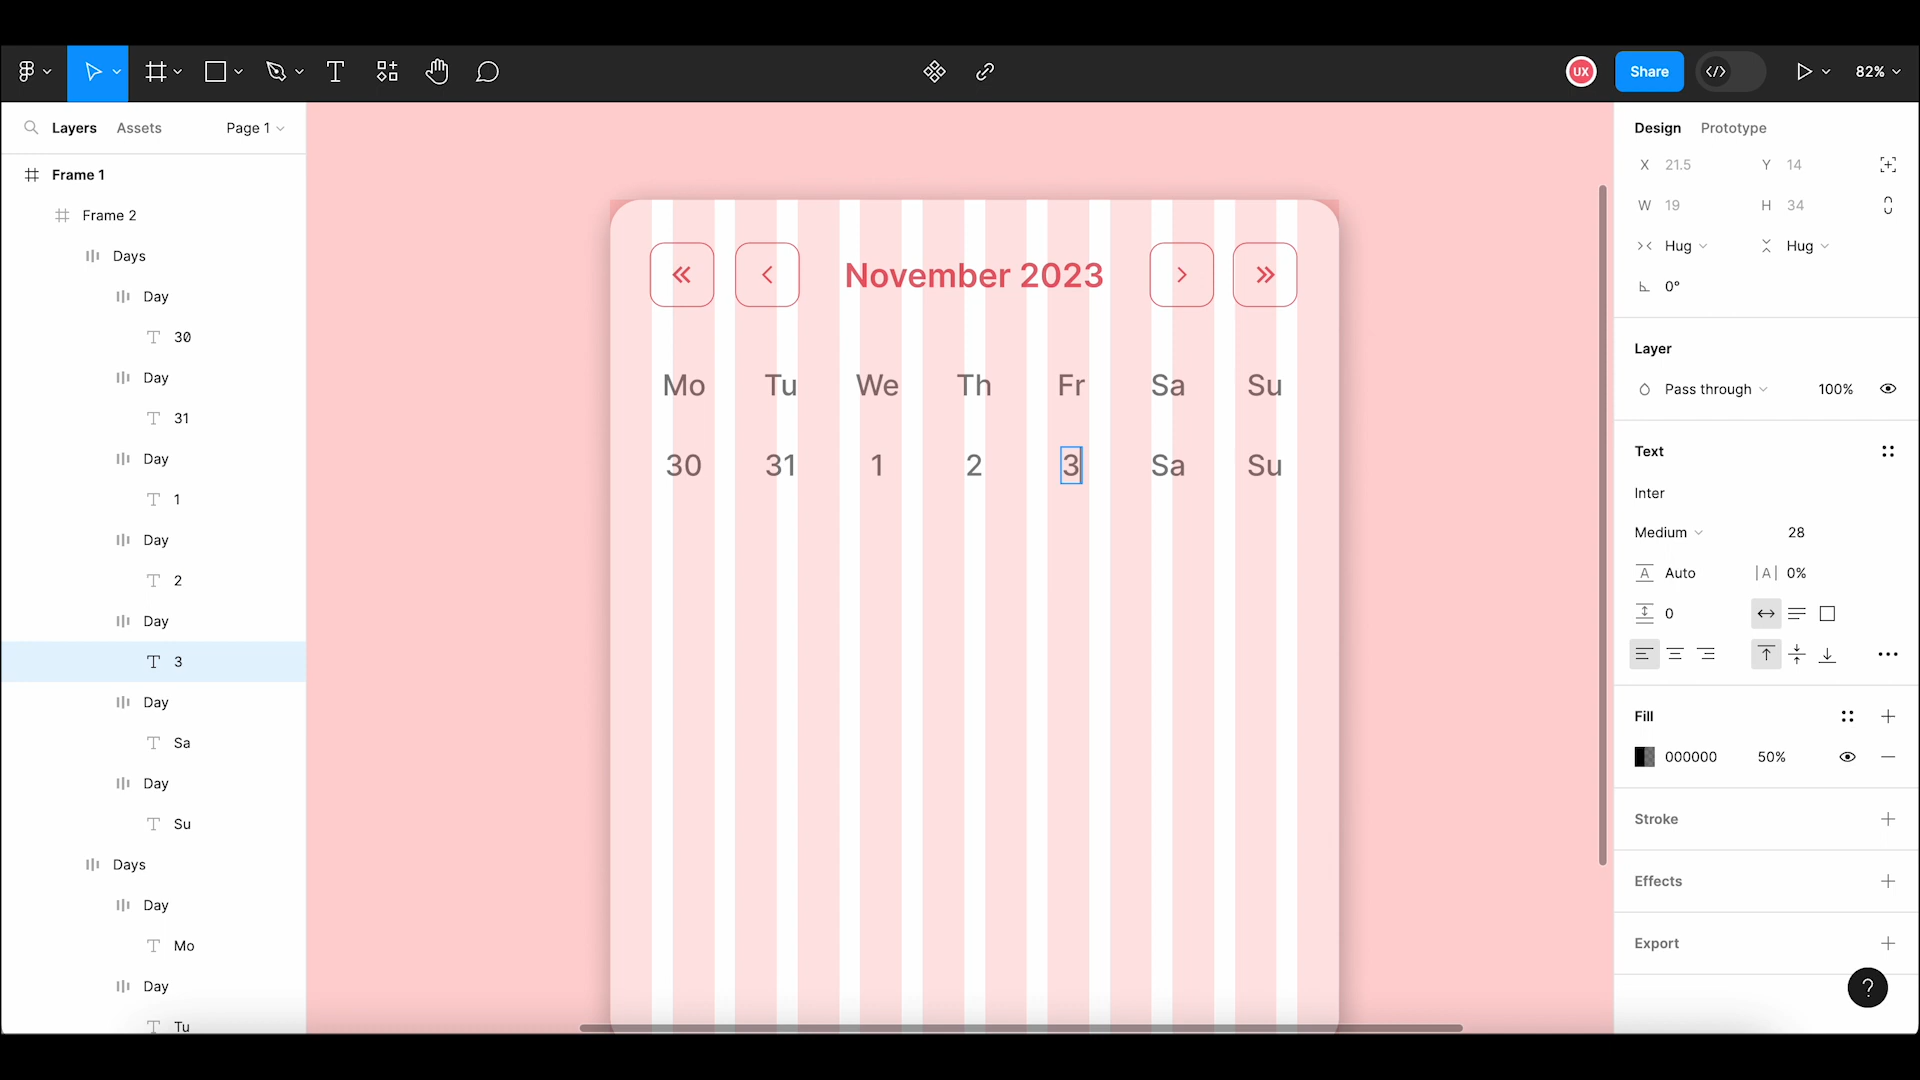 UX
Share
82%
Layers
Assets
Page 1
Frame 1
Frame 2
Days
Day
30
Day
31
Day
1
Day
2
Day
3
Day
Sa
Day
Su
Days
Day
Mo
Day
Tu
November 2023
Mo Tu We Th Fr Sa Su
30 31 1 2 3 Sa Su
Design Prototype
X 21.5 Y 14
W 19 H 34
Hug Hug
0°
Layer
Pass through 100%
Text
Inter
Medium 28
A Auto |A| 0%
0
Fill
000000 50%
Stroke
Effects
Export
?